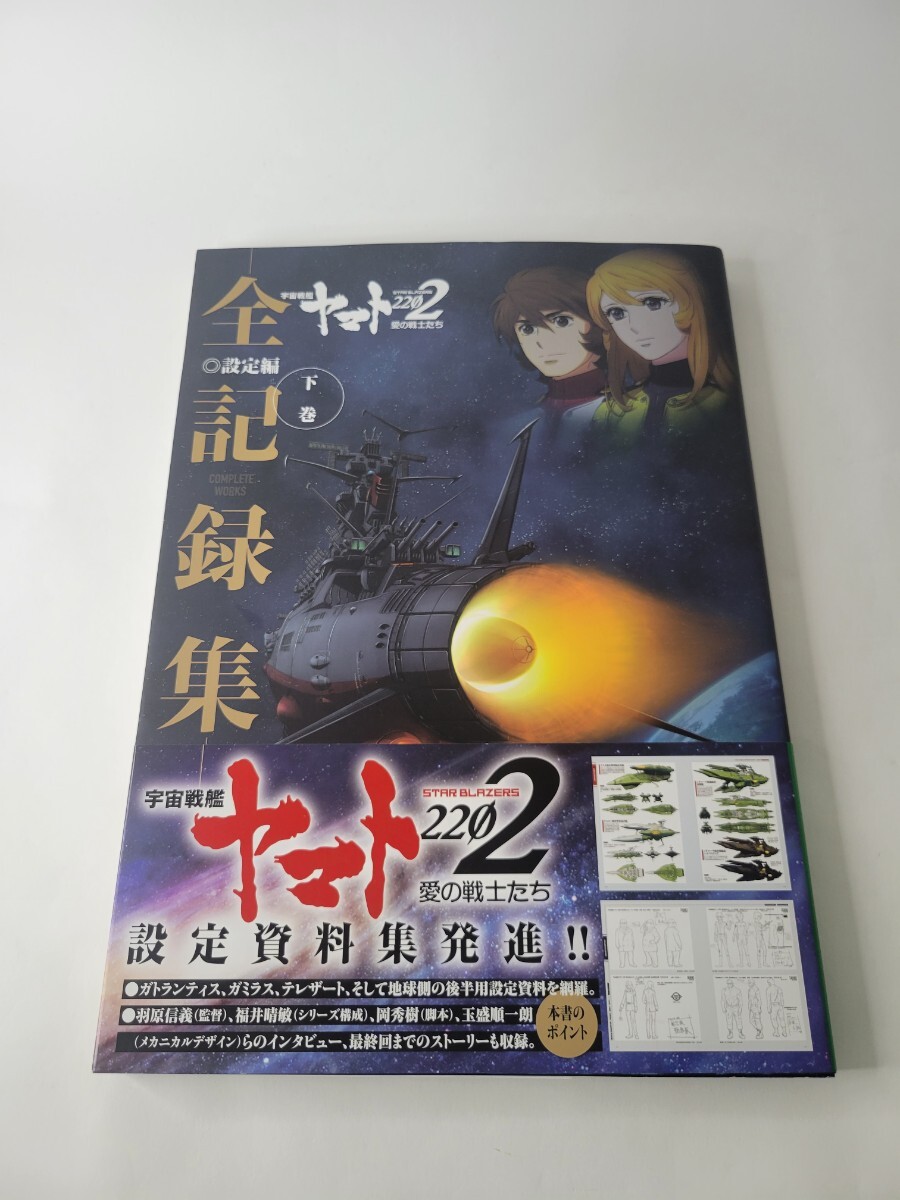 全記録集
COMPLETE
WORKS
◎設定編
下巻
宇宙戦艦
ヤマト
STAR BLAZERS
2202
愛の戦士たち
宇宙戦艦
ヤマト
STAR BLAZERS
2202
愛の戦士たち
設定資料集発進!!
●ガトランティス、ガミラス、テレザート、そして地球側の後半用設定資料を網羅。
●羽原信義(監督)、福井晴敏(シリーズ構成)、岡秀樹(脚本)、玉盛順一朗
(メカニカルデザイン)らのインタビュー、最終回までのストーリーも収録。
本書の
ポイント